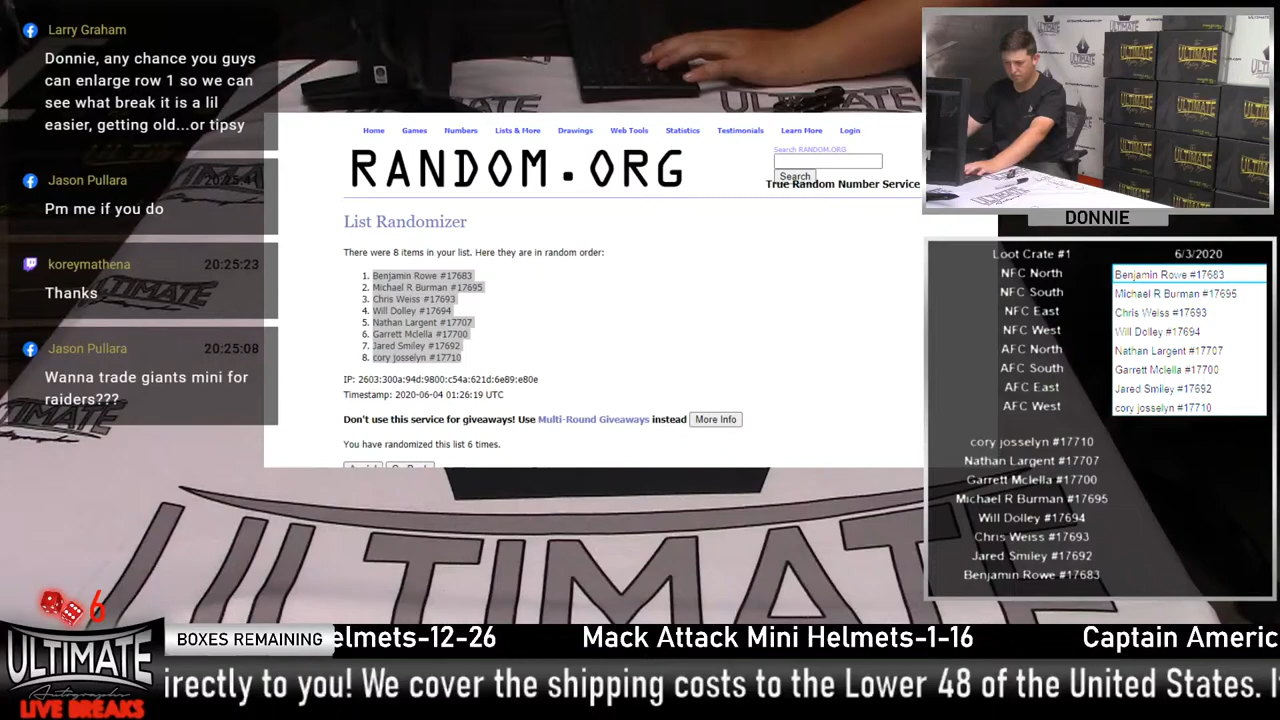 Larry Graham
Donnie, any chance you guys
can enlarge row 1 so we can
see what break it is a lil
easier, getting old...or tipsy
Jason Pullara 20:25:41
Pm me if you do
koreymathena 20:25:23
Thanks
Jason Pullara 20:25:08
Wanna trade giants mini for
raiders???
Home Games Numbers Lists & More Drawings Web Tools Statistics Testimonials Learn More Login
RANDOM.ORG
Search RANDOM.ORG
Search
True Random Number Service
List Randomizer
There were 8 items in your list. Here they are in random order:
1. Benjamin Rowe #17683
2. Michael R Burman #17695
3. Chris Weiss #17693
4. Will Dolley #17694
5. Nathan Largent #17707
6. Garrett Mclella #17700
7. Jared Smiley #17692
8. cory josselyn #17710
IP: 2603:300a:94d:9800:c54a:621d:6e89:e80e
Timestamp: 2020-06-04 01:26:19 UTC
Don't use this service for giveaways! Use Multi-Round Giveaways instead More Info
You have randomized this list 6 times.
DONNIE
Loot Crate #1 6/3/2020
NFC North Benjamin Rowe #17683
NFC South Michael R Burman #17695
NFC East Chris Weiss #17693
NFC West Will Dolley #17694
AFC North Nathan Largent #17707
AFC South Garrett Mclella #17700
AFC East Jared Smiley #17692
AFC West cory josselyn #17710
cory josselyn #17710
Nathan Largent #17707
Garrett Mclella #17700
Michael R Burman #17695
Will Dolley #17694
Chris Weiss #17693
Jared Smiley #17692
Benjamin Rowe #17683
ULTIMATE
6
ULTIMATE
Autographs
LIVE BREAKS
BOXES REMAINING
elmets-12-26 Mack Attack Mini Helmets-1-16 Captain Americ
irectly to you! We cover the shipping costs to the Lower 48 of the United States. I